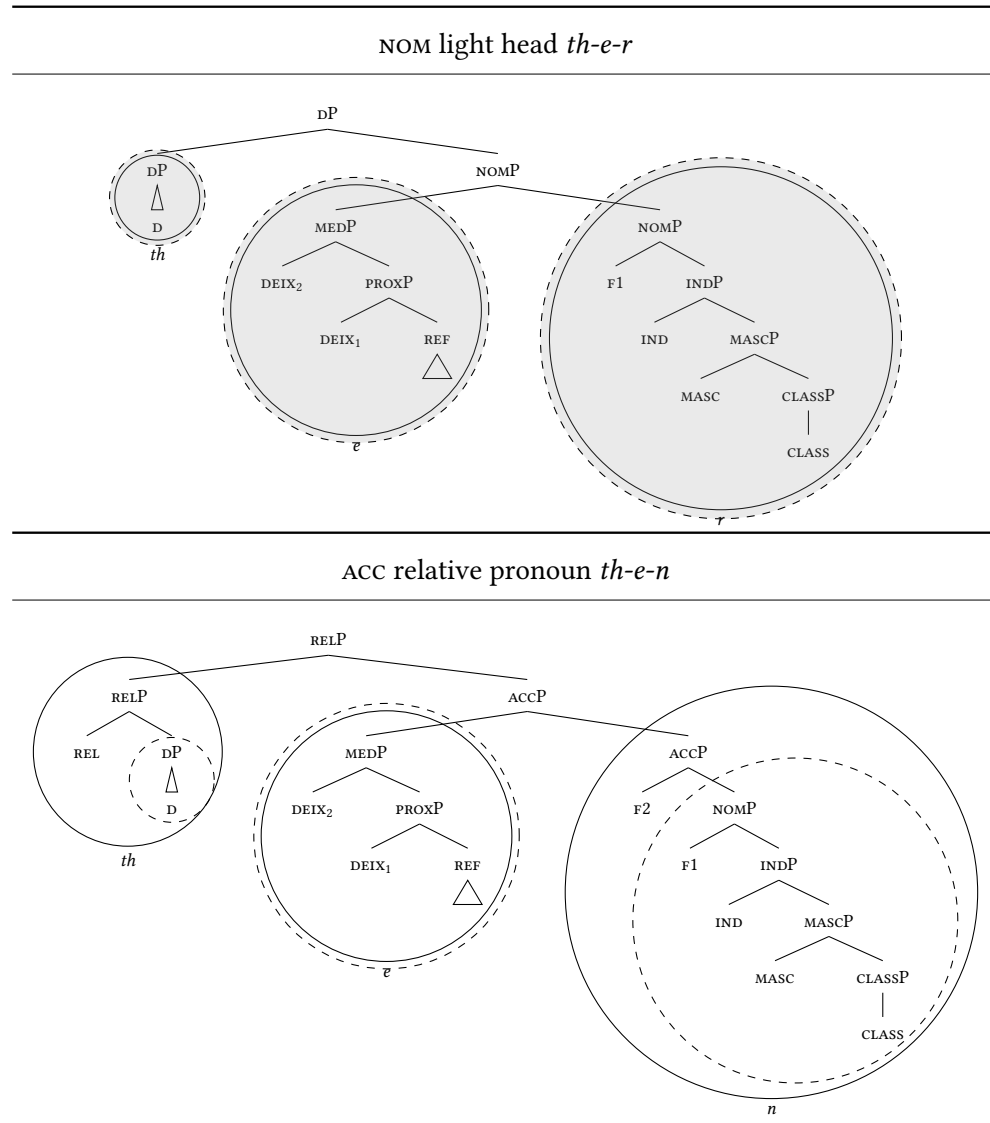 NOM light head th-e-r
DP
DP NOMP
D MEDP NOMP
th
DEIX₂ PROXP F1 INDP
DEIX₁ REF IND MASCP
MASC CLASSP
e CLASS
r
ACC relative pronoun th-e-n
RELP
RELP ACCP
REL DP MEDP ACCP
D DEIX₂ PROXP F2 NOMP
th DEIX₁ REF F1 INDP
IND MASCP
e MASC CLASSP
CLASS
n